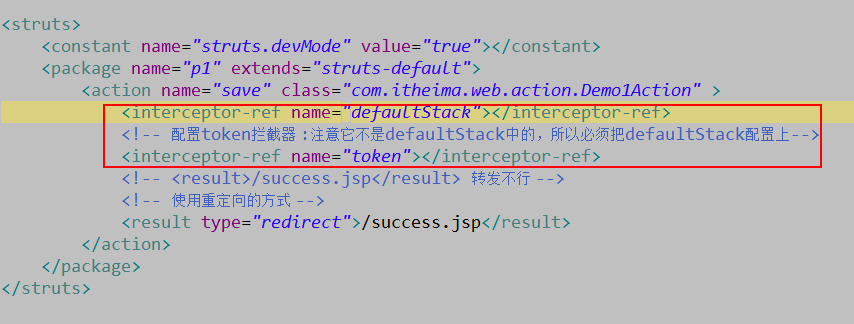 <struts>
<constant name="struts.devMode" value="true"></constant>
<package name="p1" extends="struts-default">
<action name="save" class="com.itheima.web.action.Demo1Action" >
<interceptor-ref name="defaultStack"></interceptor-ref>
<!-- 配置token拦截器：注意它不是defaultStack中的，所以必须把defaultStack配置上-->
<interceptor-ref name="token"></interceptor-ref>
<!-- <result>/success.jsp</result> 转发不行 -->
<!-- 使用重定向的方式 -->
<result type="redirect">/success.jsp</result>
</action>
</package>
</struts>